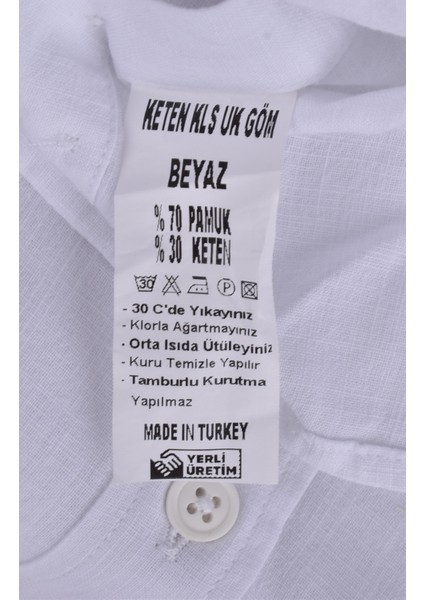 KETEN KLS UK GÖM
BEYAZ
% 70 PAMUK
% 30 KETEN
30 P
- 30 C'de Yıkayınız
- Klorla Ağartmayınız
- Orta Isıda Ütüleyiniz
- Kuru Temizle Yapılır
- Tamburlu Kurutma
Yapılmaz
MADE IN TURKEY
YERLİ
ÜRETİM